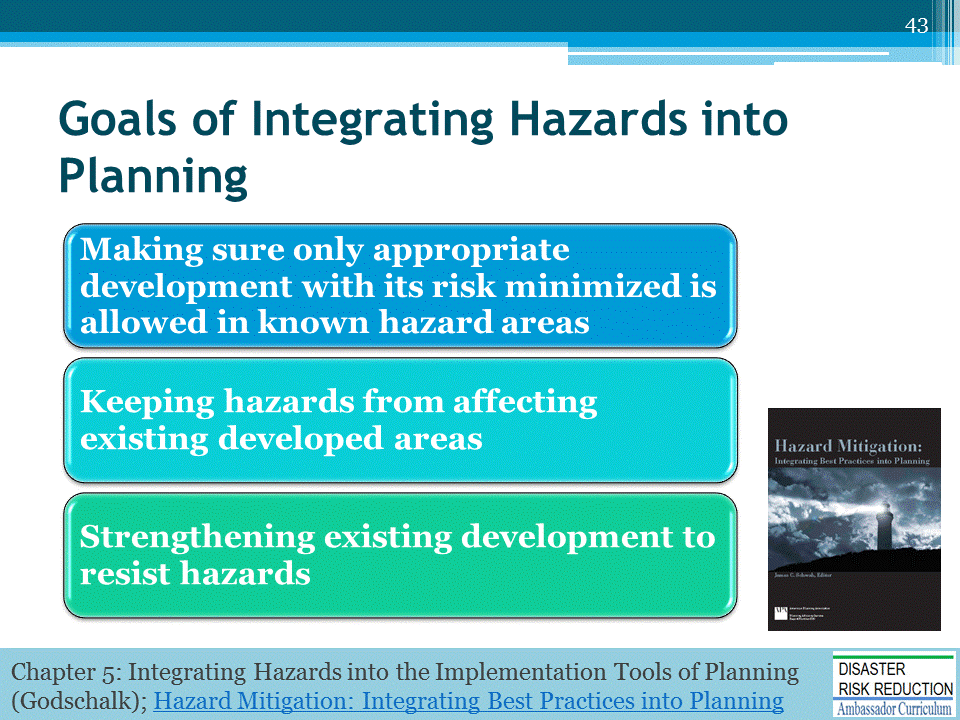 43
Goals of Integrating Hazards into
Planning
Making sure only appropriate
development with its risk minimized is
allowed in known hazard areas
Keeping hazards from affecting
existing developed areas
Strengthening existing development to
resist hazards
Hazard Mitigation:
Integrating Best Practices into Planning
James C. Schwab, Editor
American Planning Association
Chapter 5: Integrating Hazards into the Implementation Tools of Planning
(Godschalk); Hazard Mitigation: Integrating Best Practices into Planning
DISASTER
RISK REDUCTION
Ambassador Curriculum